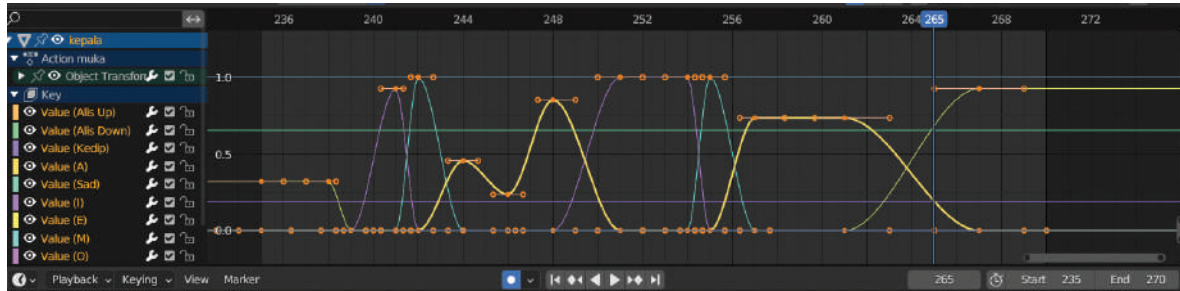 236 240 244 248 252 256 260 264 265 268 272
kepala
Action muka
Object Transfor
1.0
Key
Value (Alis Up)
Value (Alis Down)
Value (Kedip)
0.5
Value (A)
Value (Sad)
Value (I)
Value (E)
0.0
Value (M)
Value (O)
Playback Keying View Marker 265 Start 235 End 270